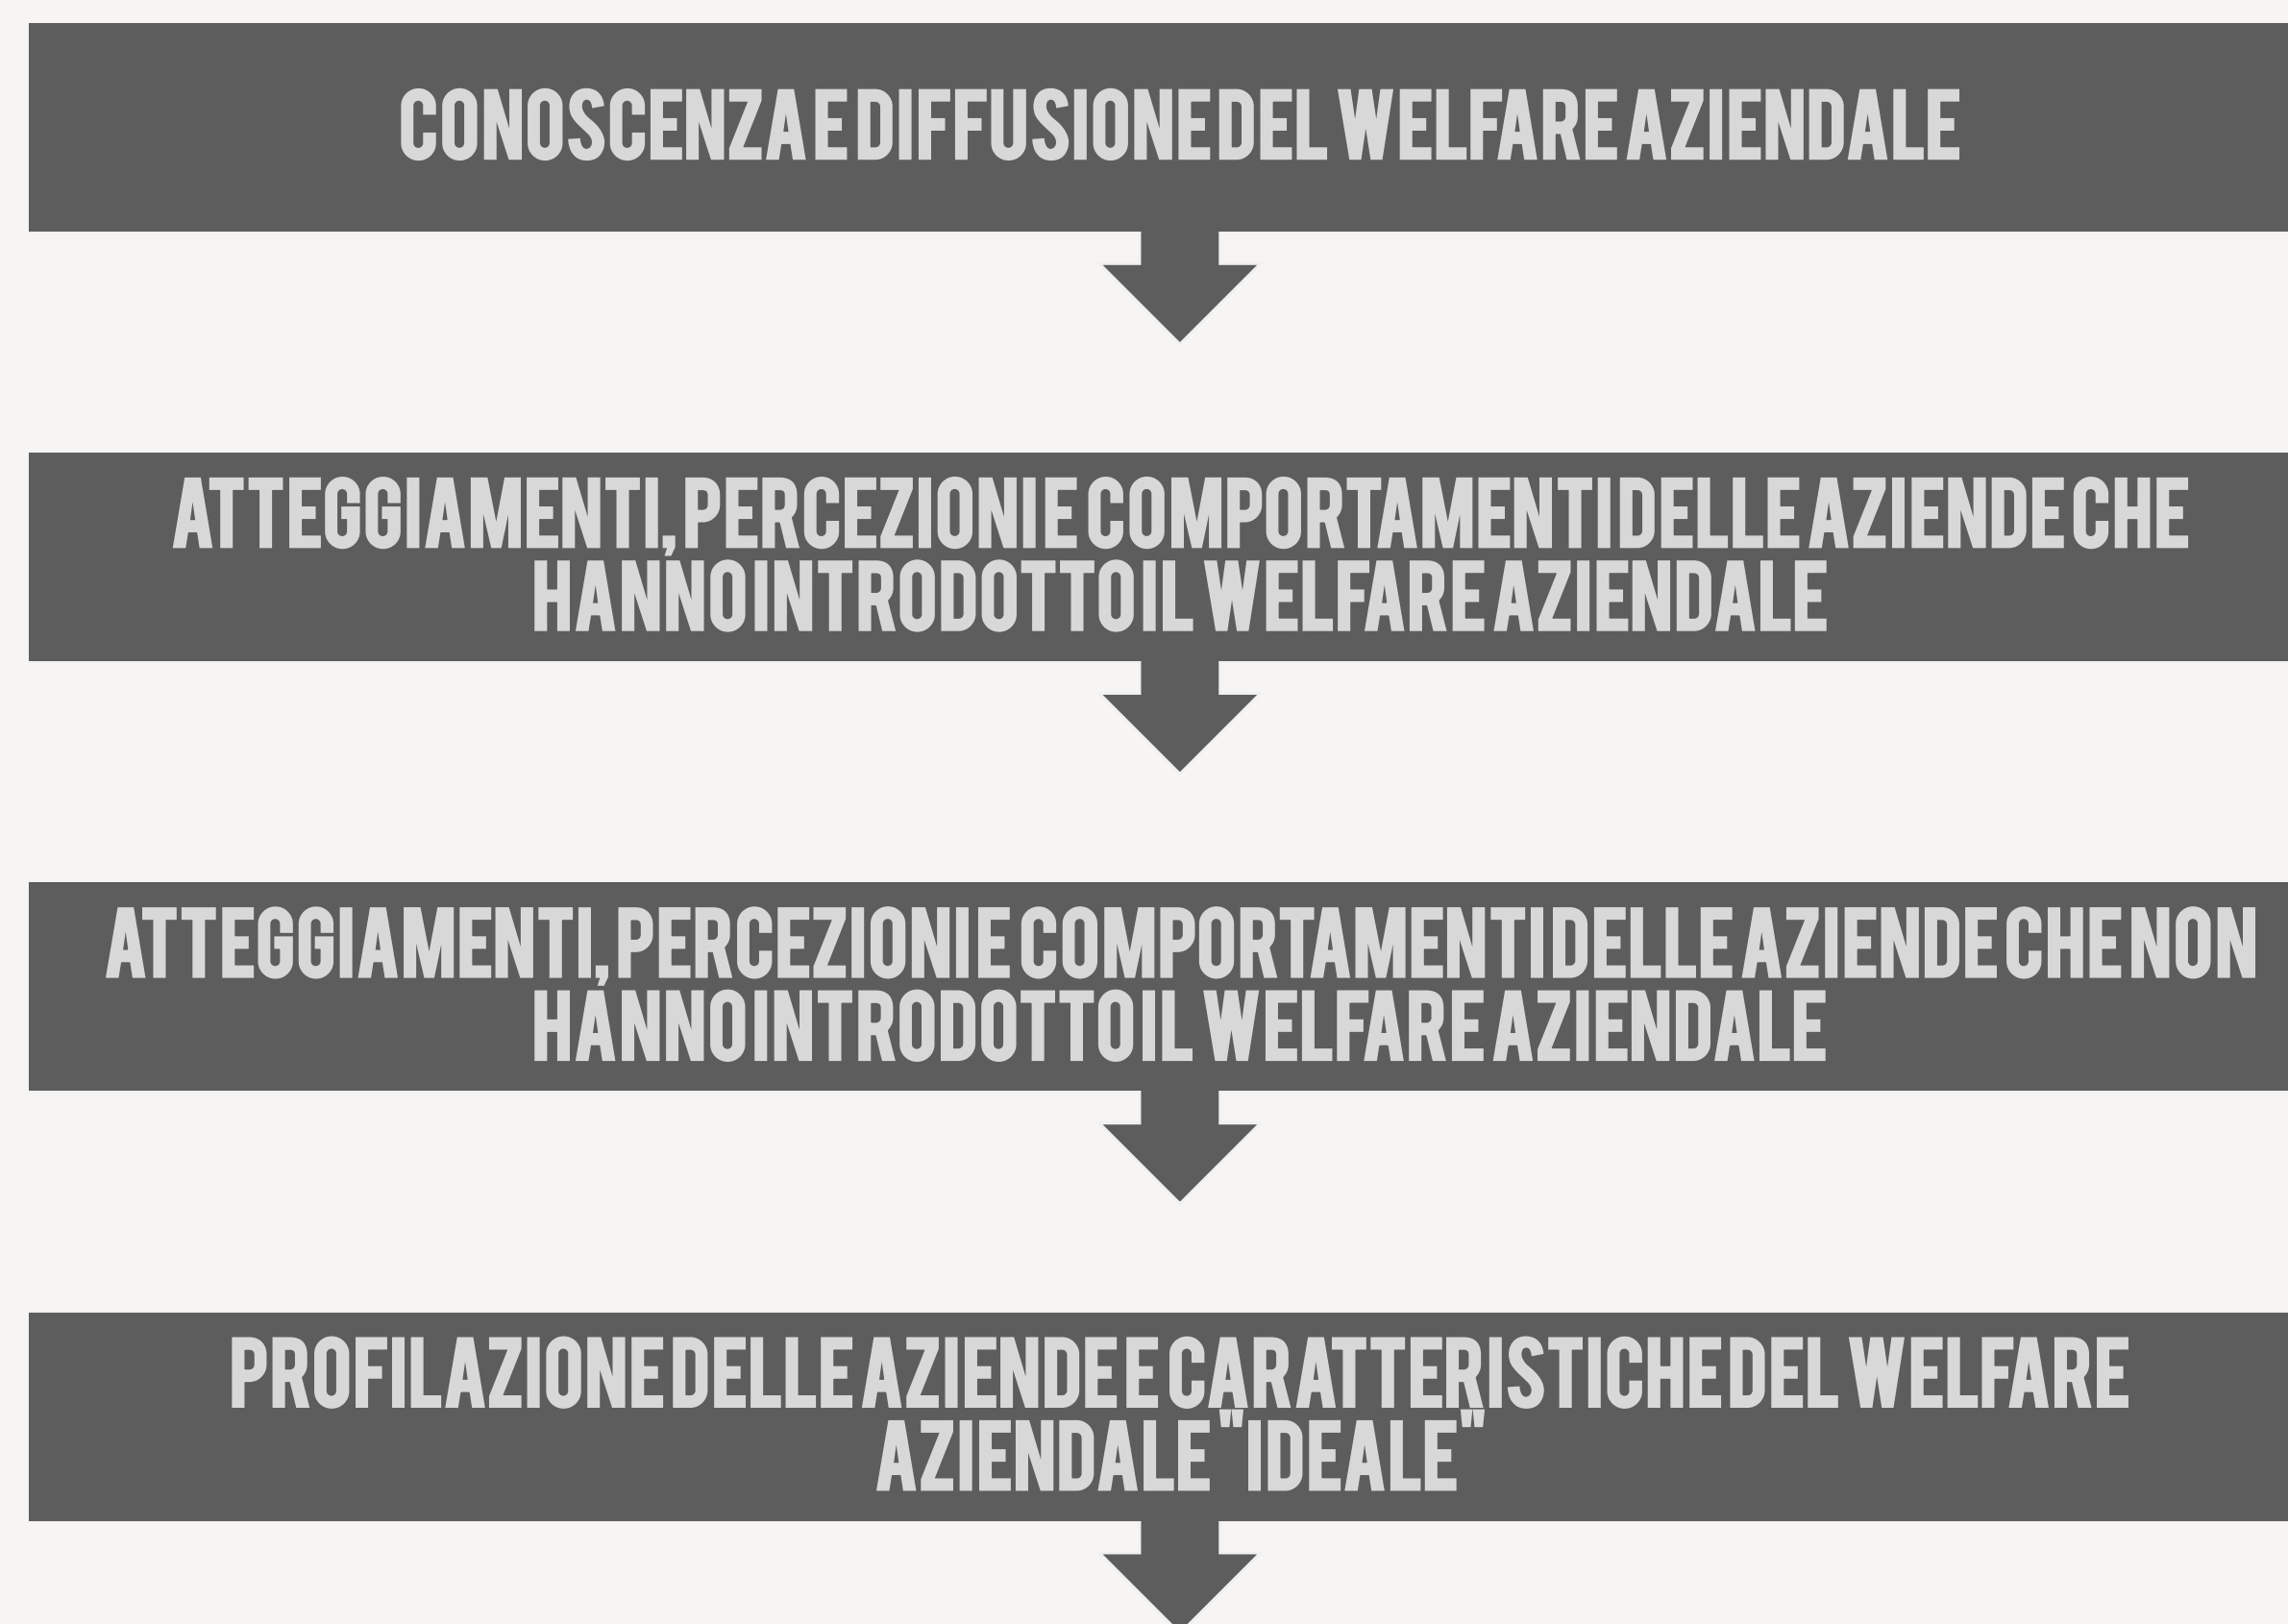 CONOSCENZA E DIFFUSIONE DEL WELFARE AZIENDALE
ATTEGGIAMENTI, PERCEZIONI E COMPORTAMENTI DELLE AZIENDE CHE
HANNO INTRODOTTO IL WELFARE AZIENDALE
ATTEGGIAMENTI, PERCEZIONI E COMPORTAMENTI DELLE AZIENDE CHE NON
HANNO INTRODOTTO IL WELFARE AZIENDALE
PROFILAZIONE DELLE AZIENDE E CARATTERISTICHE DEL WELFARE
AZIENDALE "IDEALE"